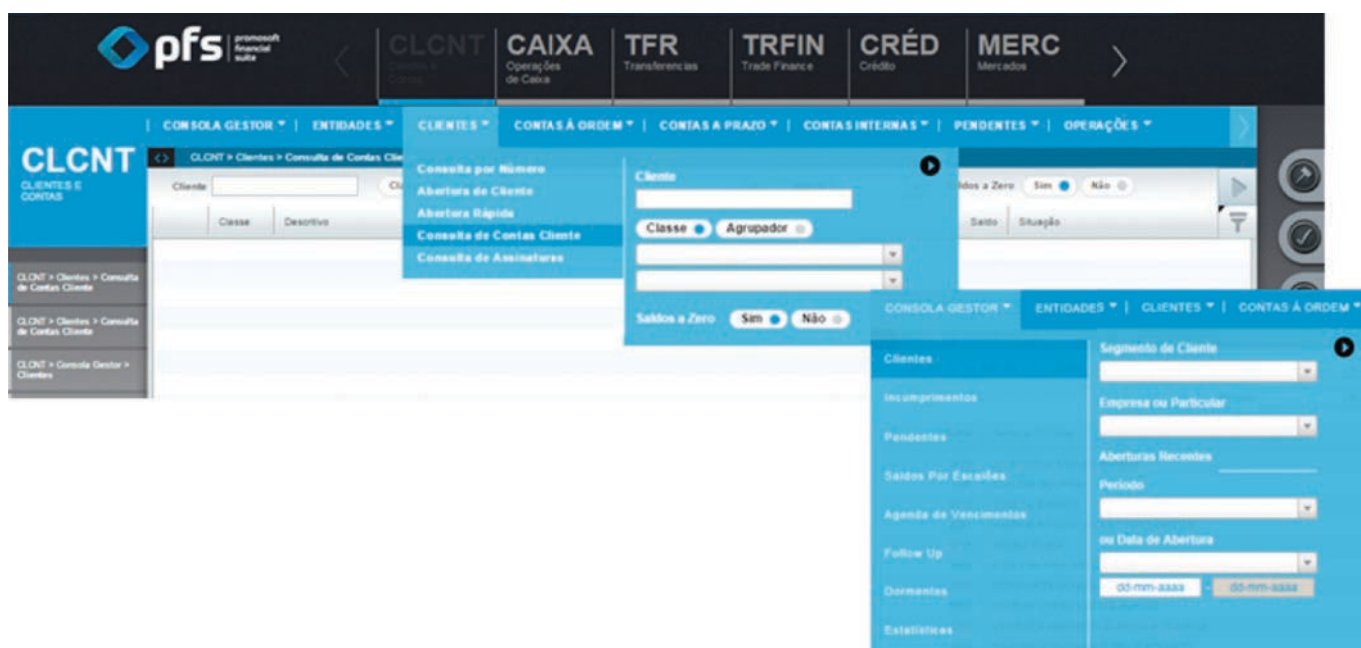 pfs promosoft financial suite
CLCNT
CAIXA
Operações de Caixa
TFR
Transferencias
TRFIN
Trade Finance
CRÉD
Crédito
MERC
Mercados
CONSOLA GESTOR | ENTIDADES | CLIENTES | CONTAS À ORDEM | CONTAS A PRAZO | CONTAS INTERNAS | PENDENTES | OPERAÇÕES
CLCNT
CLIENTES E CONTAS
CLCNT > Clientes > Consulta de Contas Clie
Cliente
Cla
Saldos a Zero Sim Não
Classe Descritivo
Saldo Situação
Consulta por Número
Abertura de Cliente
Abertura Rápida
Consulta de Contas Cliente
Consulta de Assinaturas
Cliente
Classe Agrupador
Saldos a Zero Sim Não
CLCNT > Clientes > Consulta de Contas Cliente
CLCNT > Clientes > Consulta de Contas Cliente
CLCNT > Consola Gestor > Clientes
CONSOLA GESTOR | ENTIDADES | CLIENTES | CONTAS À ORDEM
Clientes
Incumprimentos
Pendentes
Saldos Por Escalões
Agenda de Vencimentos
Follow Up
Dormentes
Estatísticas
Segmento de Cliente
Empresa ou Particular
Aberturas Recentes
Período
ou Data de Abertura
dd-mm-aaaa - dd-mm-aaaa